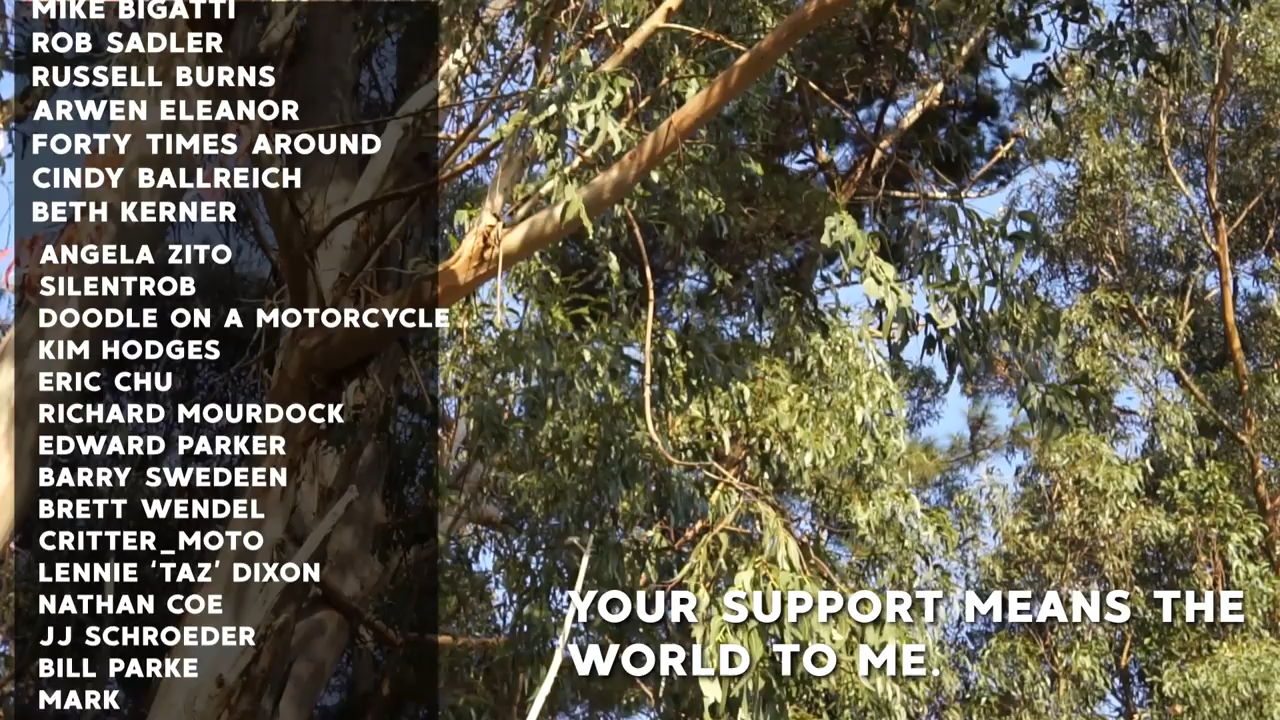 MIKE BIGATTI
ROB SADLER
RUSSELL BURNS
ARWEN ELEANOR
FORTY TIMES AROUND
CINDY BALLREICH
BETH KERNER
ANGELA ZITO
SILENTROB
DOODLE ON A MOTORCYCLE
KIM HODGES
ERIC CHU
RICHARD MOURDOCK
EDWARD PARKER
BARRY SWEDEEN
BRETT WENDEL
CRITTER_MOTO
LENNIE ‘TAZ’ DIXON
NATHAN COE
JJ SCHROEDER
BILL PARKE
MARK
YOUR SUPPORT MEANS THE
WORLD TO ME.